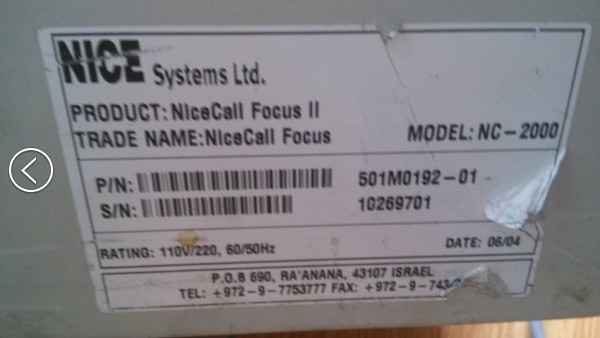 NICE Systems Ltd.
PRODUCT: NiceCall Focus II
TRADE NAME: NiceCall Focus MODEL: NC-2000
P/N: 501M0192-01
S/N: 10269701
RATING: 110V/220, 60/50Hz DATE: 06/04
P.O.B 690, RA'ANANA, 43107 ISRAEL
TEL: +972-9-7753777 FAX: +972-9-743